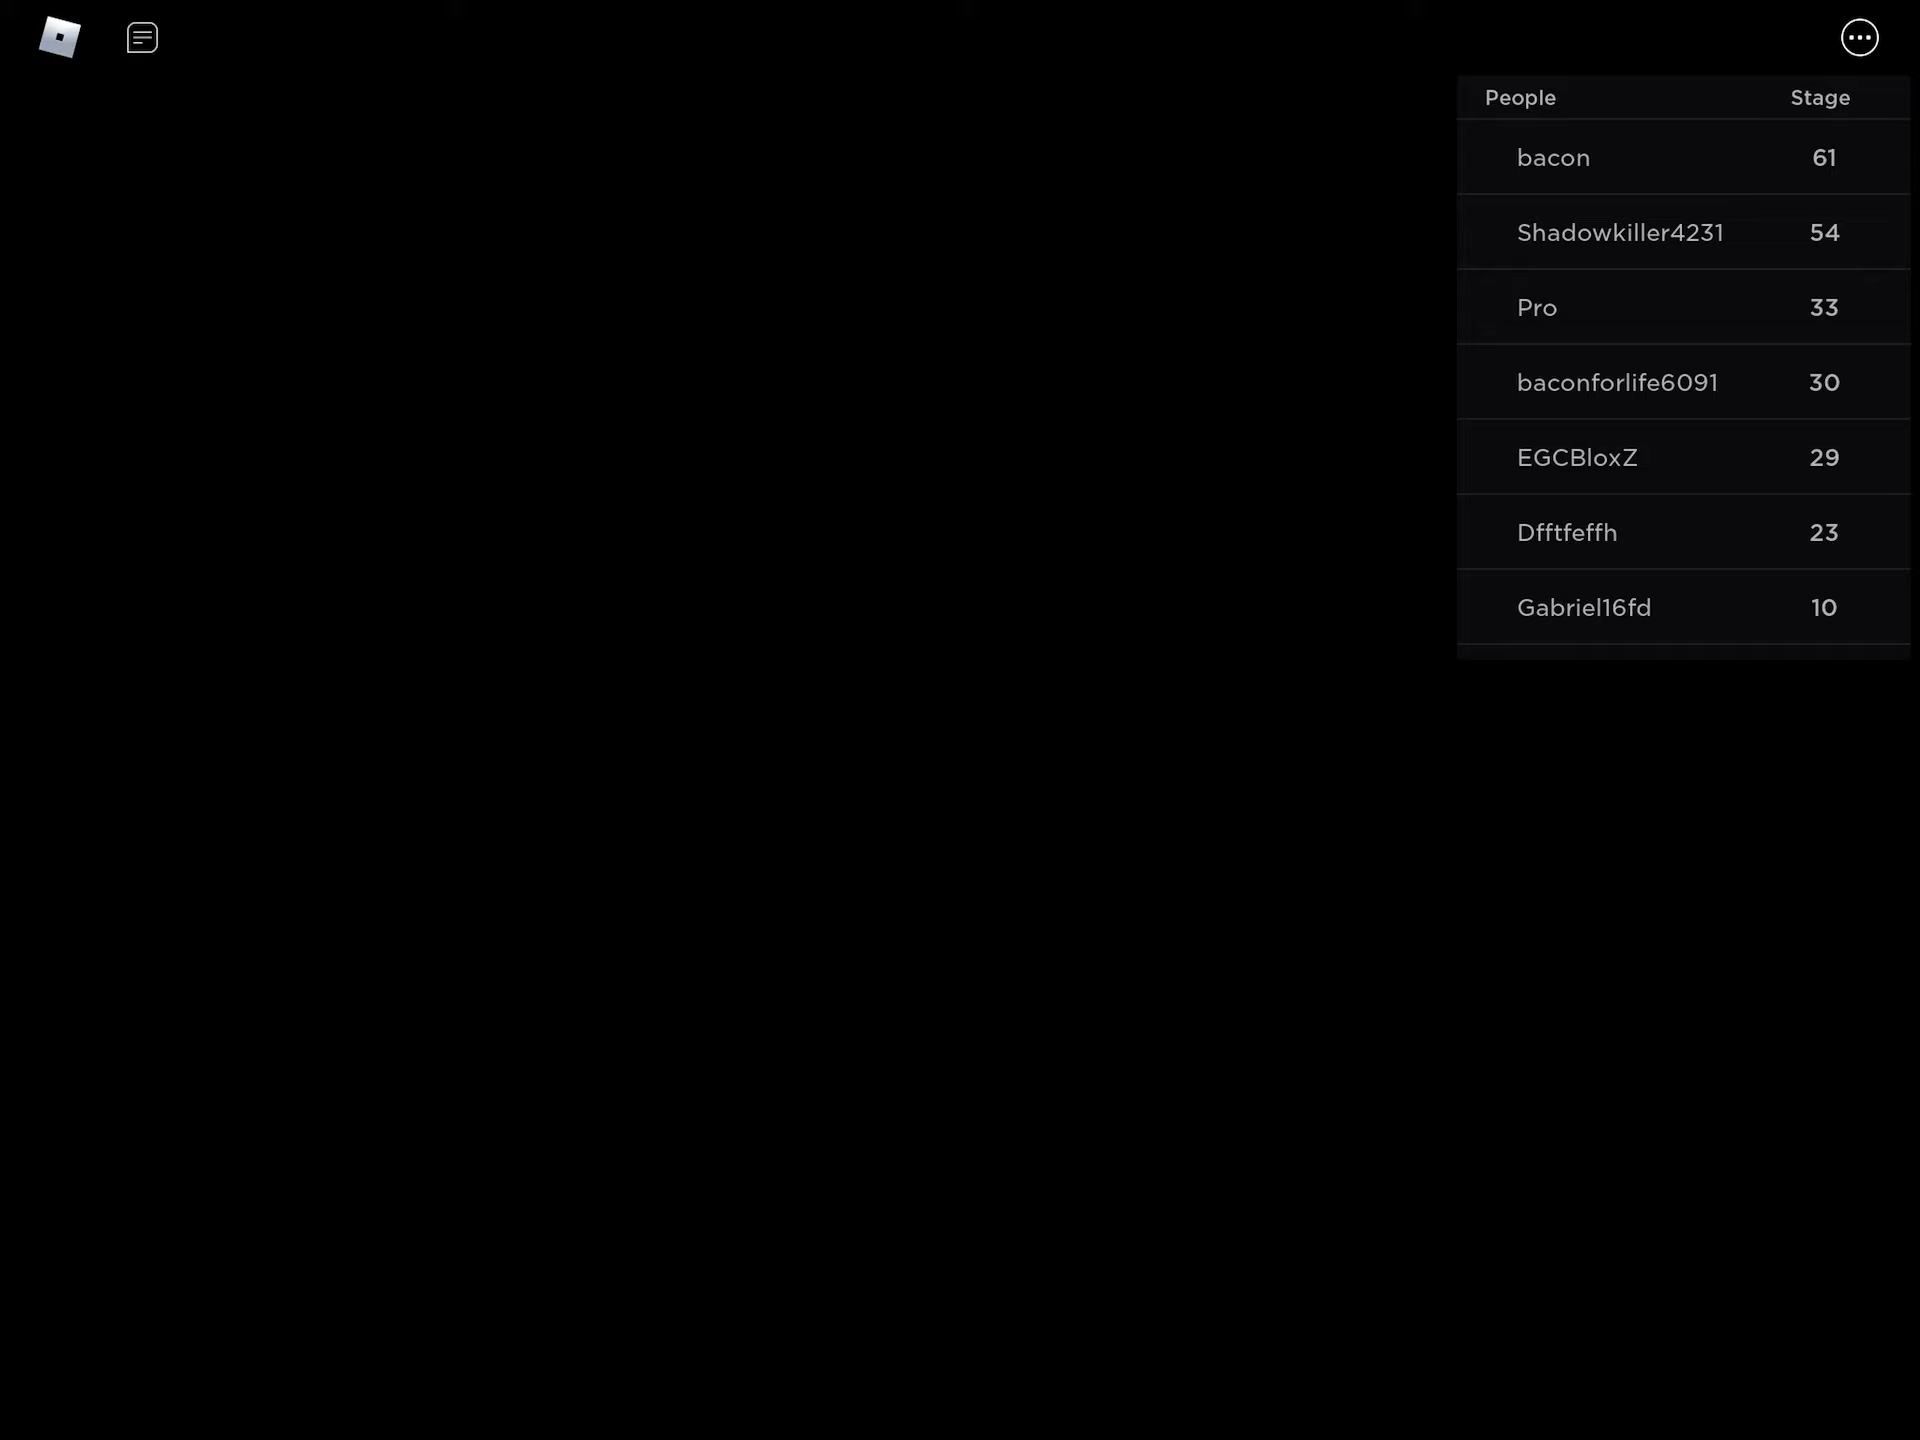 People Stage
bacon 61
Shadowkiller4231 54
Pro 33
baconforlife6091 30
EGCBloxZ 29
Dfftfeffh 23
Gabriel16fd 10